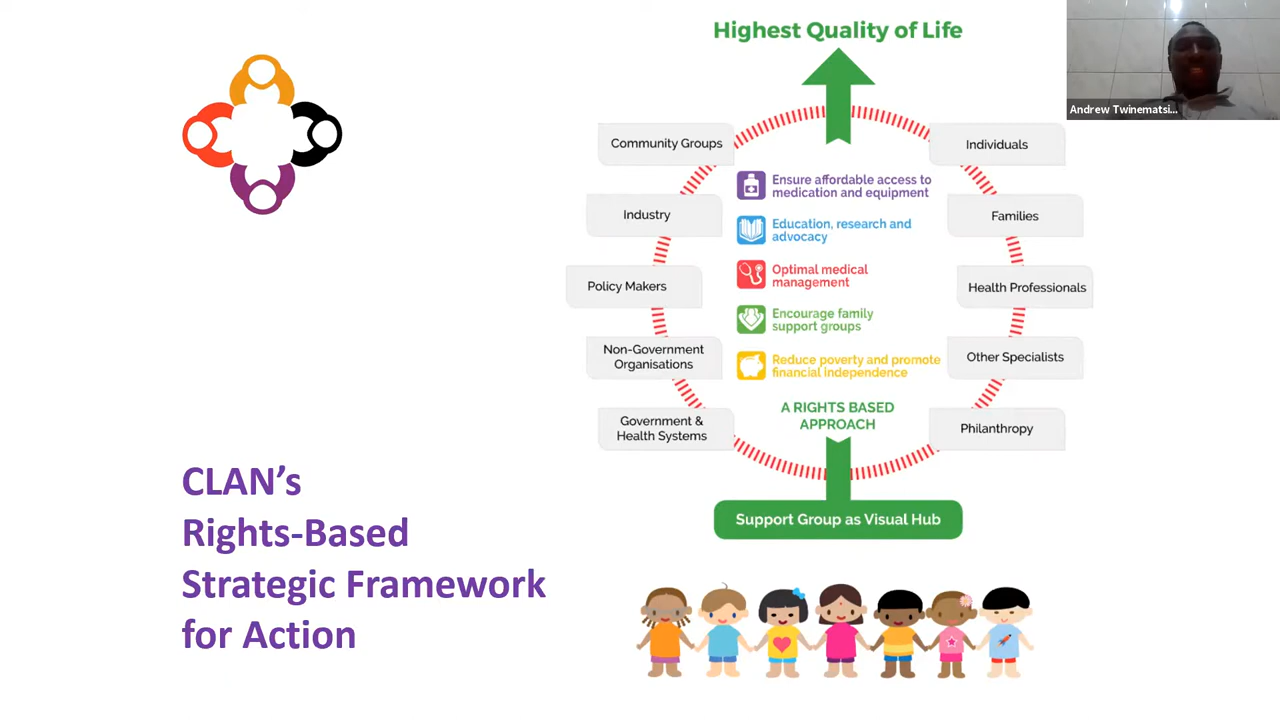 Highest Quality of Life
Andrew Twinematsi...
Community Groups
Individuals
Ensure affordable access to
medication and equipment
Industry
Families
Education, research and
advocacy
Policy Makers
Health Professionals
Optimal medical
management
Encourage family
support groups
Non-Government
Organisations
Other Specialists
Reduce poverty and promote
financial independence
Government &
Health Systems
Philanthropy
A RIGHTS BASED
APPROACH
Support Group as Visual Hub
CLAN’s
Rights-Based
Strategic Framework
for Action